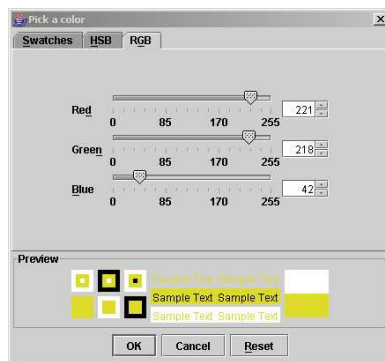 Pick a color
Swatches HSB RGB
Red 221
0 85 170 255
Green 218
0 85 170 255
Blue 42
0 85 170 255
Preview
Sample Text Sample Text
Sample Text Sample Text
Sample Text Sample Text
OK Cancel Reset